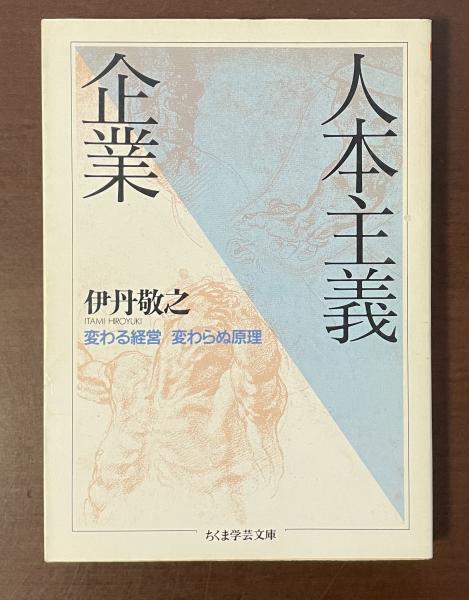 人本主義
企業
伊丹敬之
ITAMI HIROYUKI
変わる経営 変わらぬ原理
ちくま学芸文庫